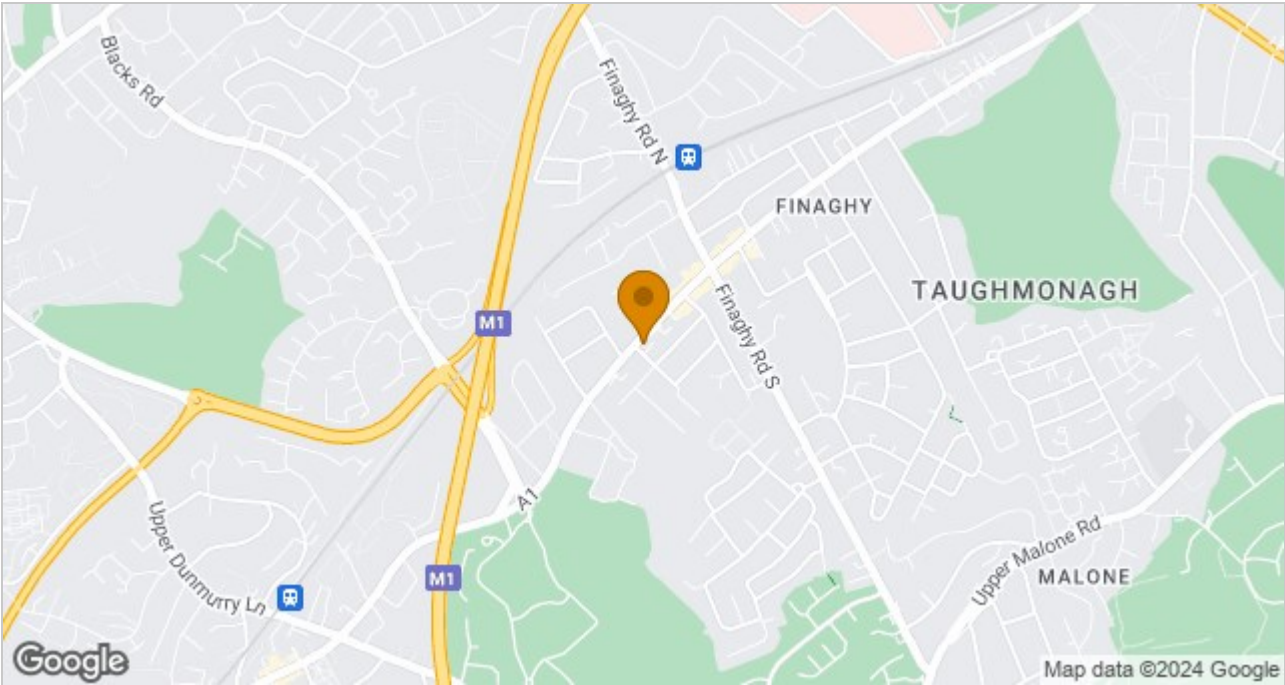 Blacks Rd
Finaghy Rd N
FINAGHY
TAUGHMONAGH
M1
Finaghy Rd S
A1
Upper Dunmurry Ln
M1
Upper Malone Rd
MALONE
Google
Map data ©2024 Google